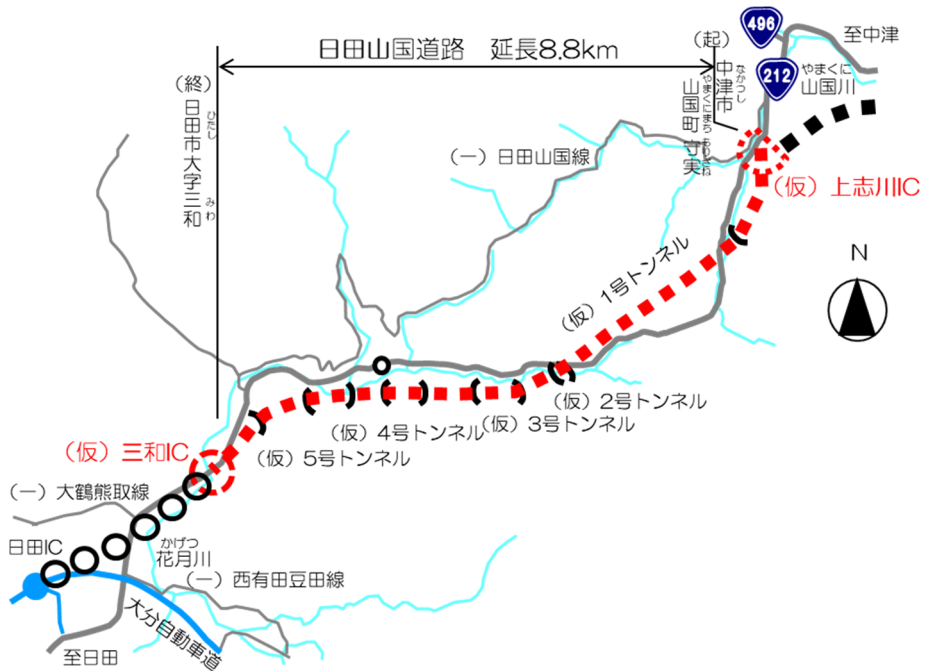 日田山国道路　延長8.8km
（起）
中津市
なかつし
山国町
やまくにまち
守実
もりざね
（終）
日田市大字三和
ひたし
みわ
496
至中津
212
やまくに
山国川
（一）日田山国線
（仮）上志川IC
N
（仮）1号トンネル
（仮）2号トンネル
（仮）3号トンネル
（仮）4号トンネル
（仮）5号トンネル
（仮）三和IC
（一）大鶴熊取線
日田IC
かげつ
花月川
（一）西有田豆田線
大分自動車道
至日田